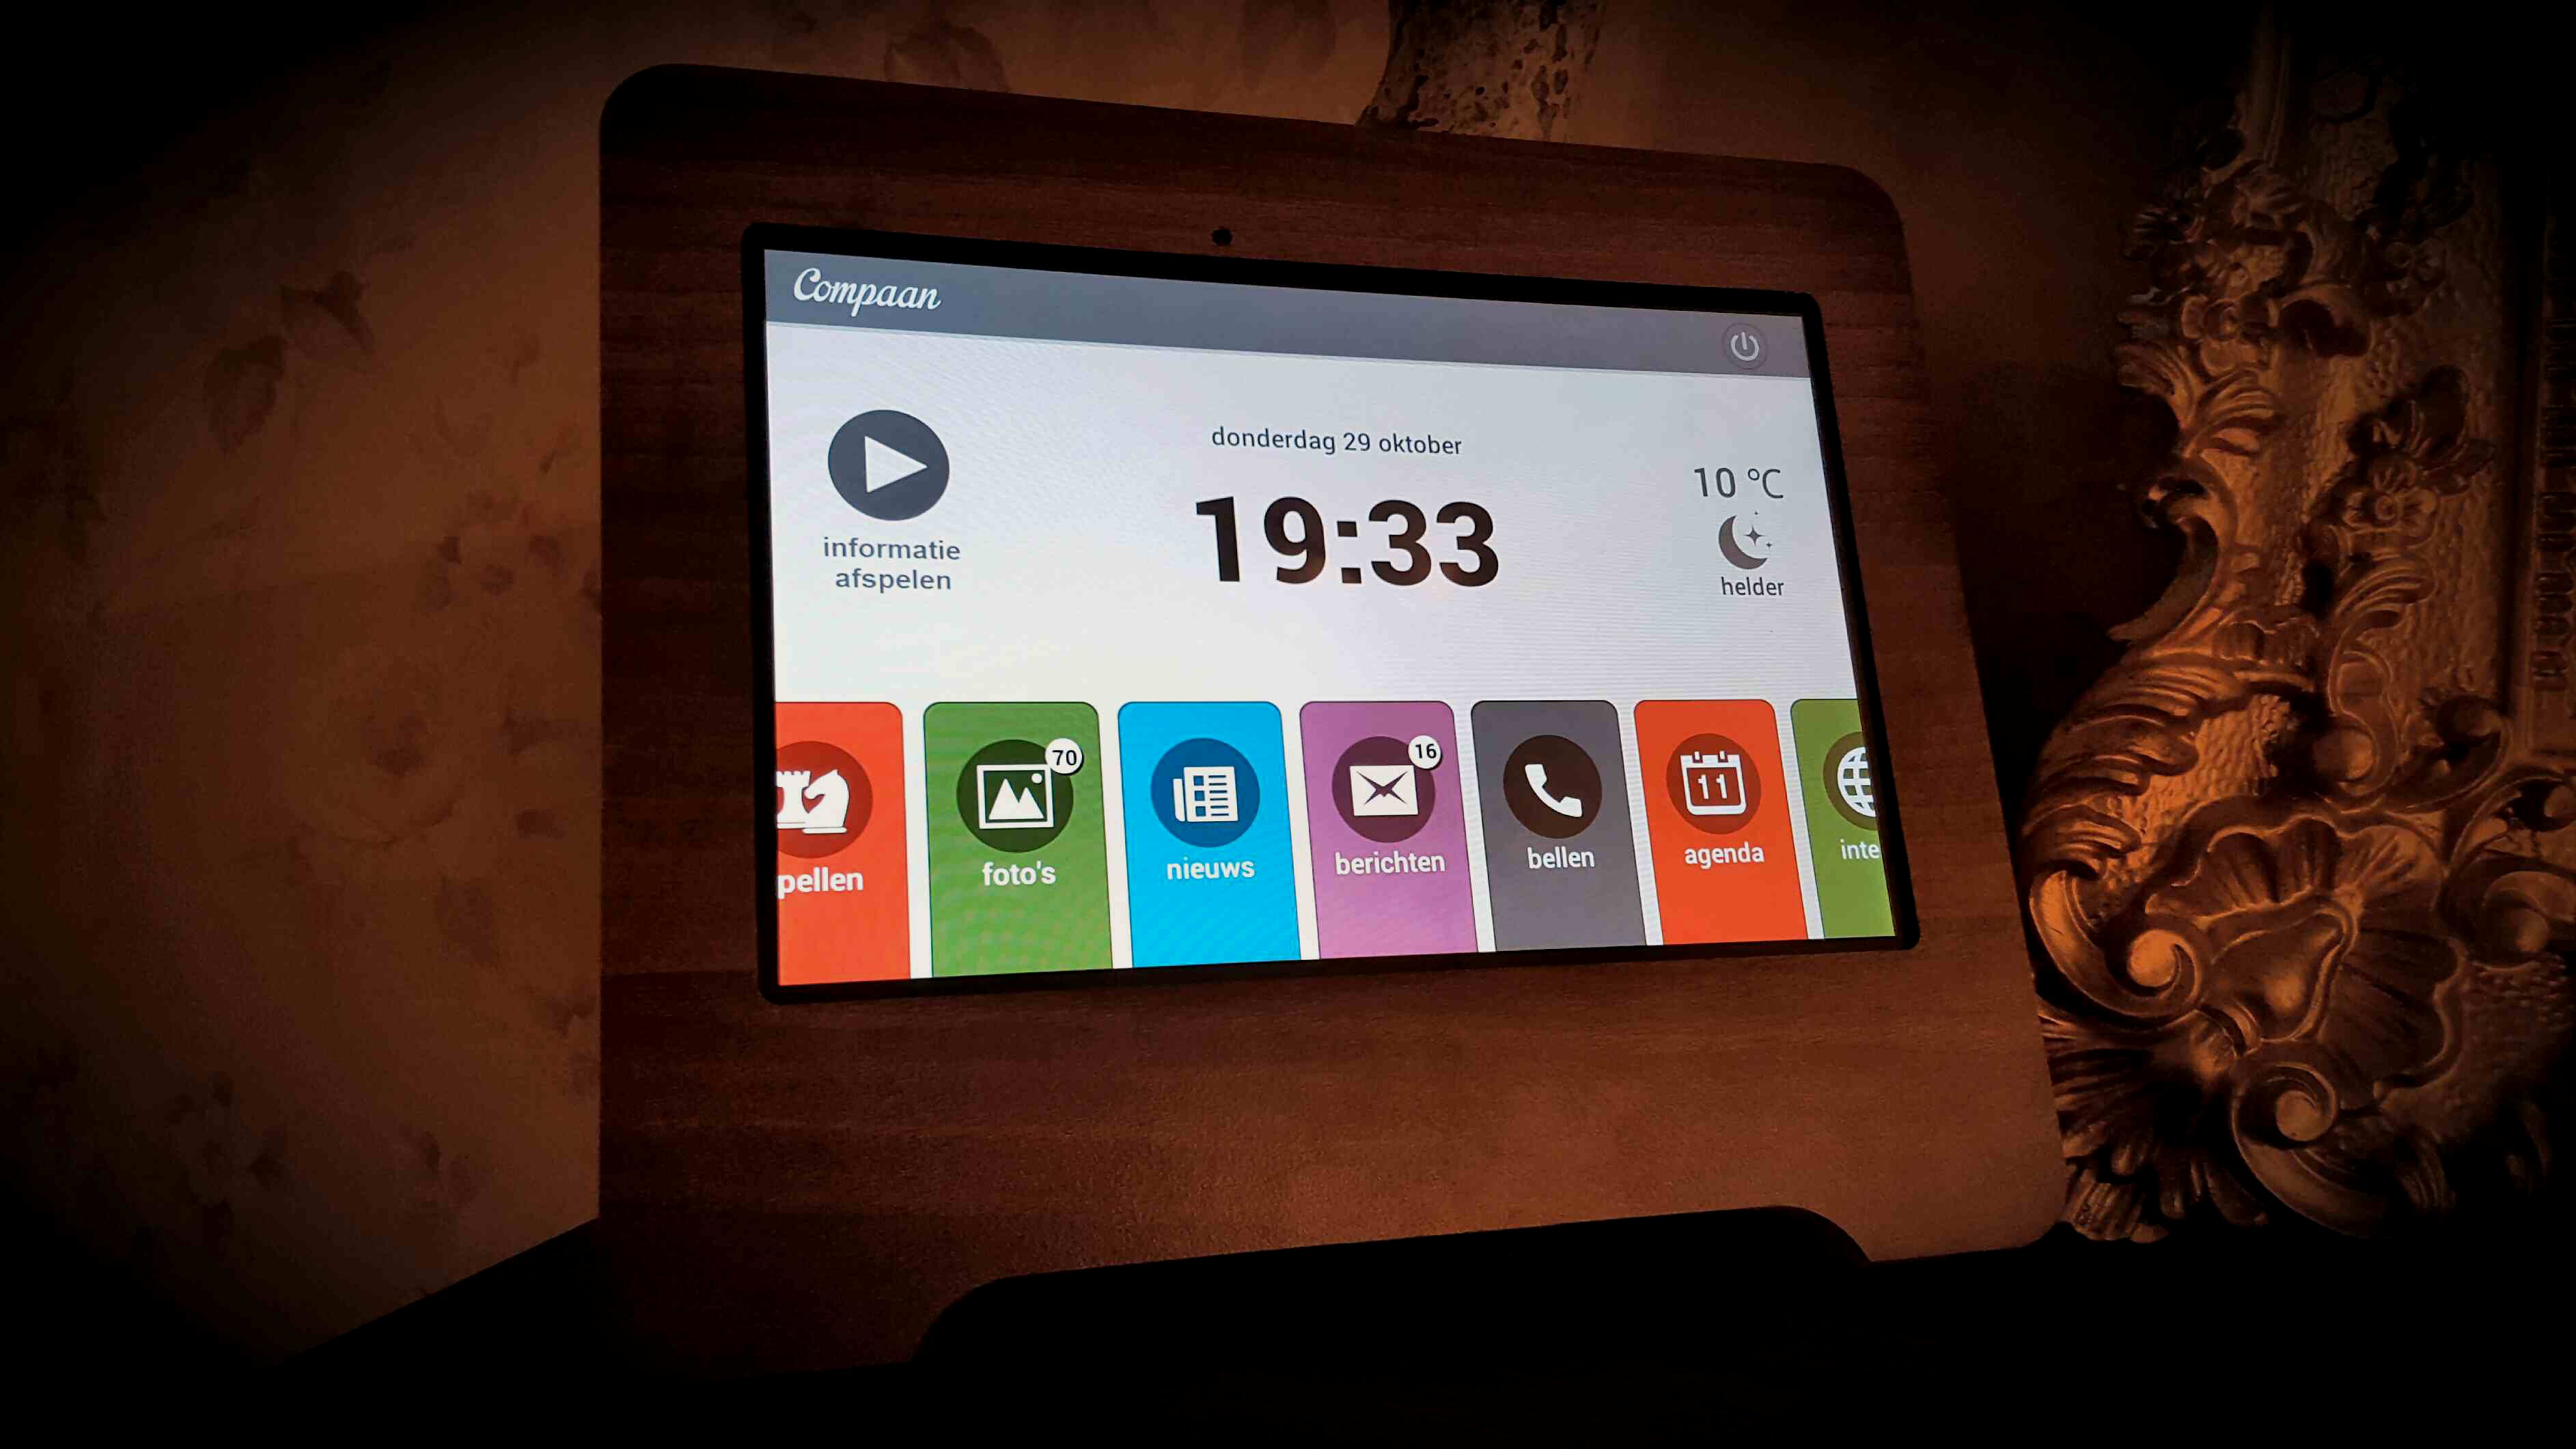 Compaan
donderdag 29 oktober
19:33
10 °C
helder
informatie
afspelen
70
16
11
pellen
foto's
nieuws
berichten
bellen
agenda
inte